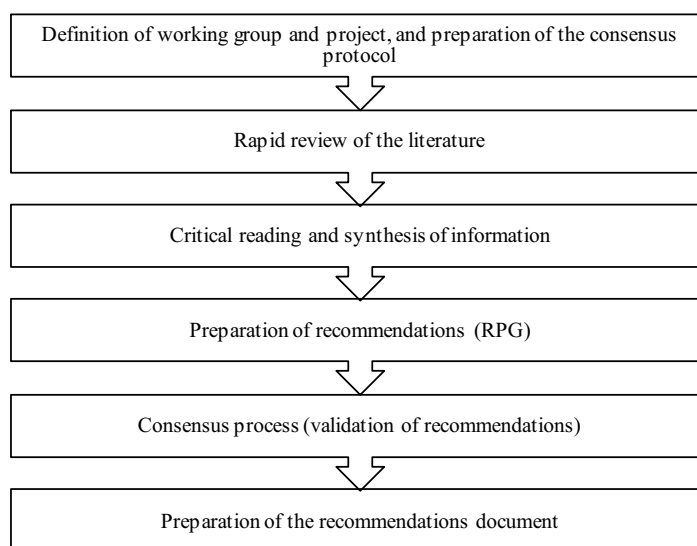 Definition of working group and project, and preparation of the consensus
protocol
Rapid review of the literature
Critical reading and synthesis of information
Preparation of recommendations (RPG)
Consensus process (validation of recommendations)
Preparation of the recommendations document